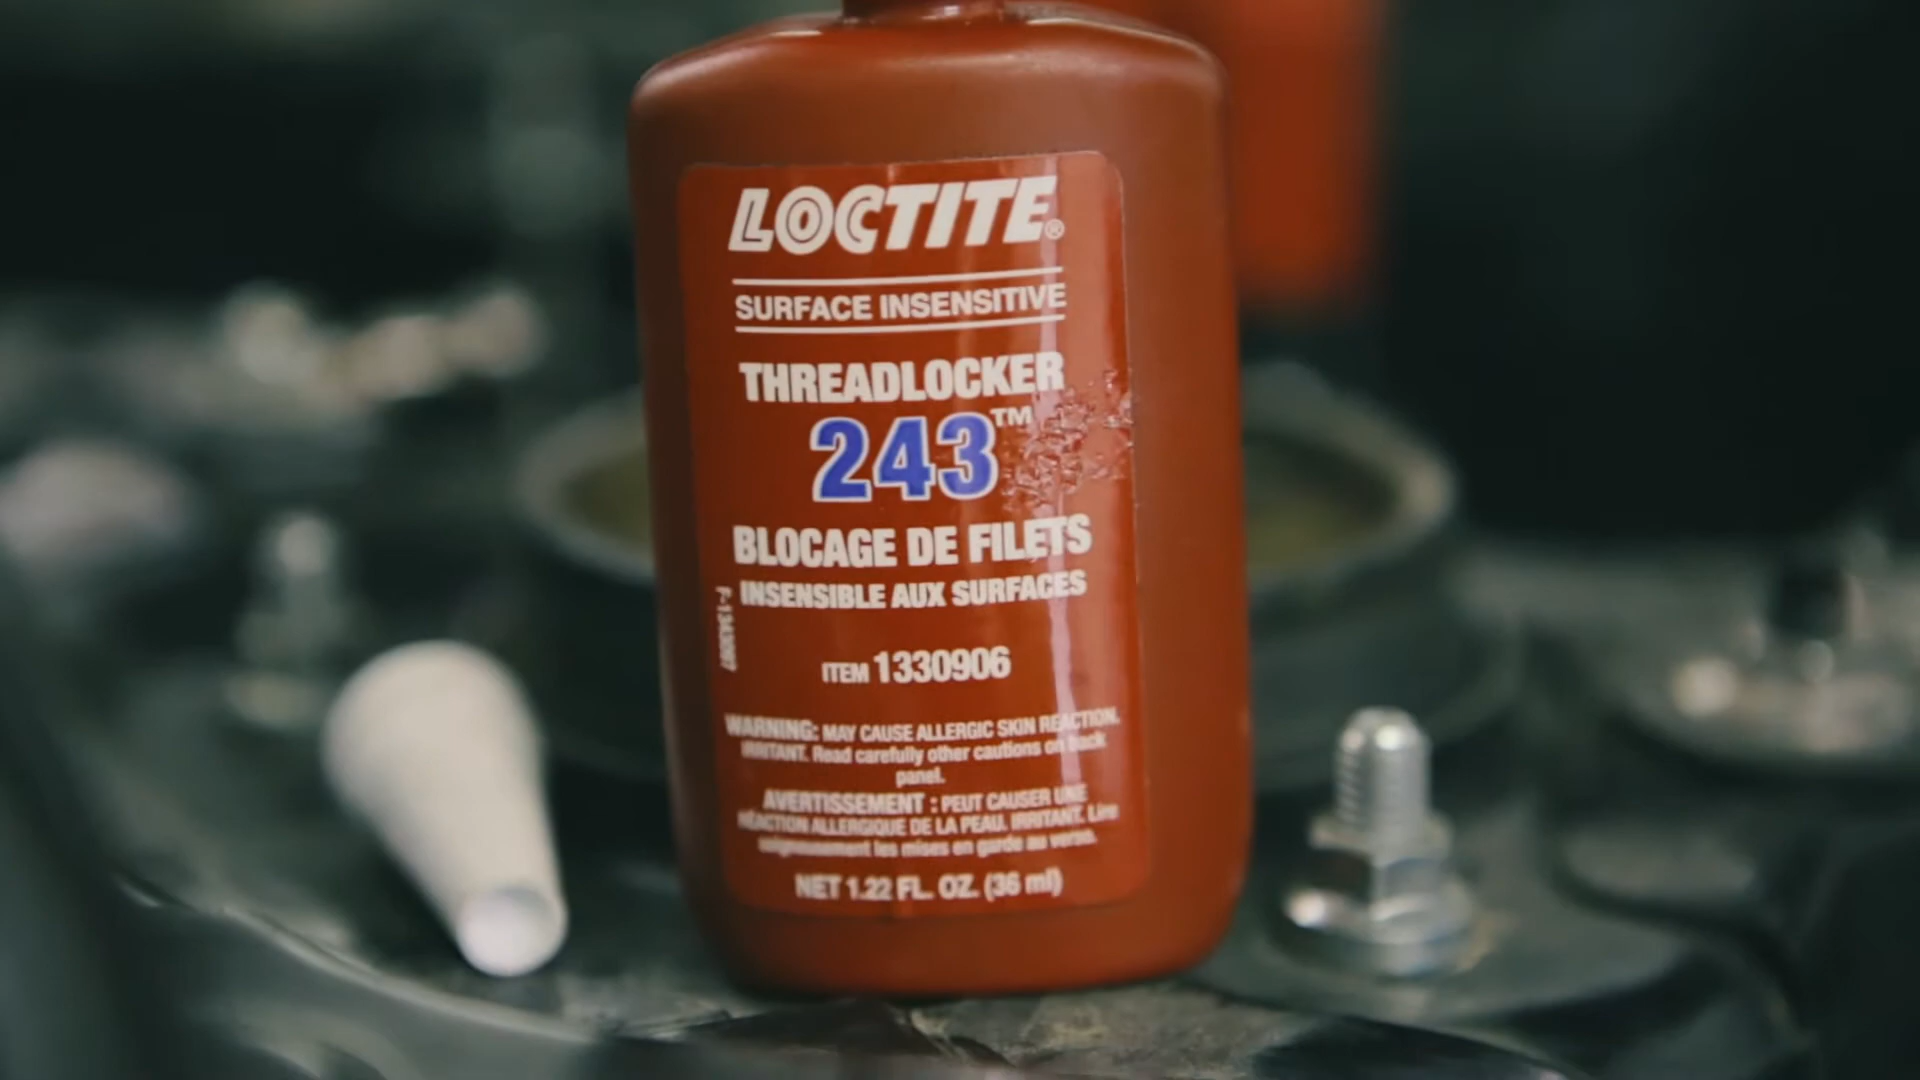 LOCTITE®
SURFACE INSENSITIVE
THREADLOCKER
243™
BLOCAGE DE FILETS
INSENSIBLE AUX SURFACES
ITEM 1330906
WARNING: MAY CAUSE ALLERGIC SKIN REACTION.
IRRITANT. Read carefully other cautions on back
panel.
AVERTISSEMENT : PEUT CAUSER UNE
RÉACTION ALLERGIQUE DE LA PEAU. IRRITANT. Lire
les mises en garde au verso.
NET 1.22 FL. OZ. (36 ml)